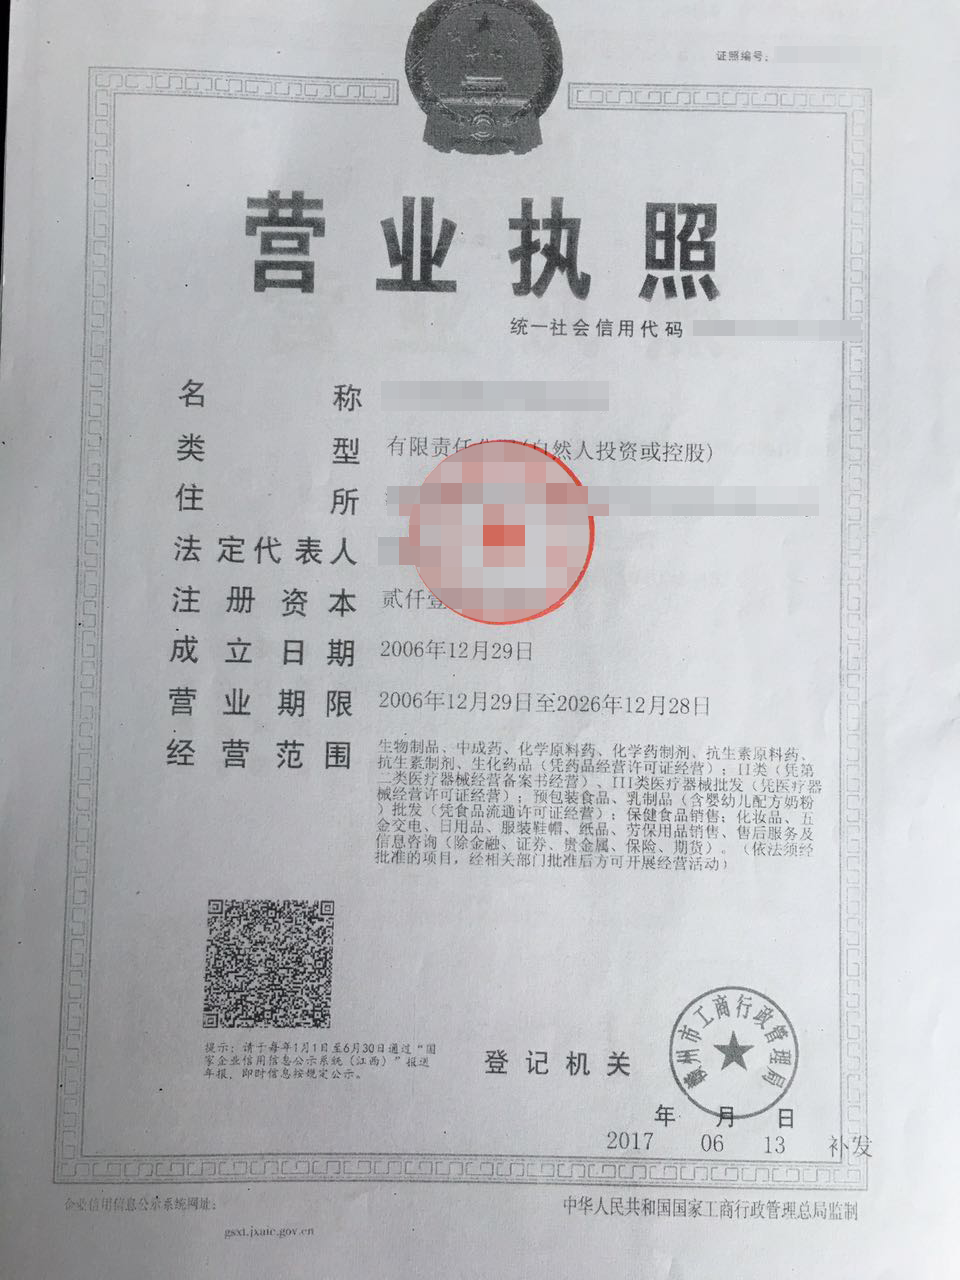 证照编号：
营业执照
统一社会信用代码
名称
类型 有限责任 (自然人投资或控股)
住所
法定代表人
注册资本 贰仟壹
成立日期 2006年12月29日
营业期限 2006年12月29日至2026年12月28日
经营范围 生物制品、中成药、化学原料药、化学药制剂、抗生素原料药、
抗生素制剂、生化药品（凭药品经营许可证经营）；II类（凭第
二类医疗器械经营备案书经营）、III类医疗器械批发（凭医疗器
械经营许可证经营）；预包装食品、乳制品（含婴幼儿配方奶粉
）批发（凭食品流通许可证经营）；保健食品销售；化妆品、五
金交电、日用品、服装鞋帽、纸品、劳保用品销售、售后服务及
信息咨询（除金融、证券、贵金属、保险、期货）。（依法须经
批准的项目，经相关部门批准后方可开展经营活动）
提示：请于每年1月1日至6月30日通过“国
家企业信用信息公示系统（江西）”报送
年报，即时信息按规定公示。
登记机关
赣州市工商行政管理局
年 月 日
2017 06 13 补发
企业信用信息公示系统网址：
gsxt.jxaic.gov.cn
中华人民共和国国家工商行政管理总局监制